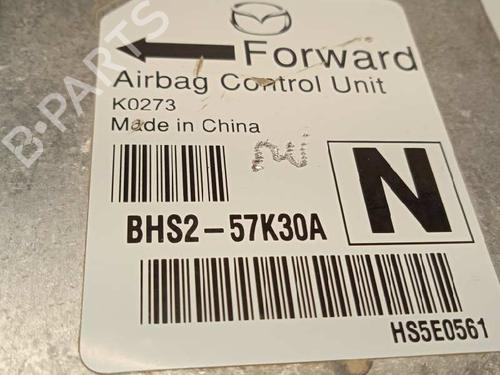 Forward
Airbag Control Unit
K0273
Made in China
BHS2-57K30A
N
HS5E0561
B-PARTS